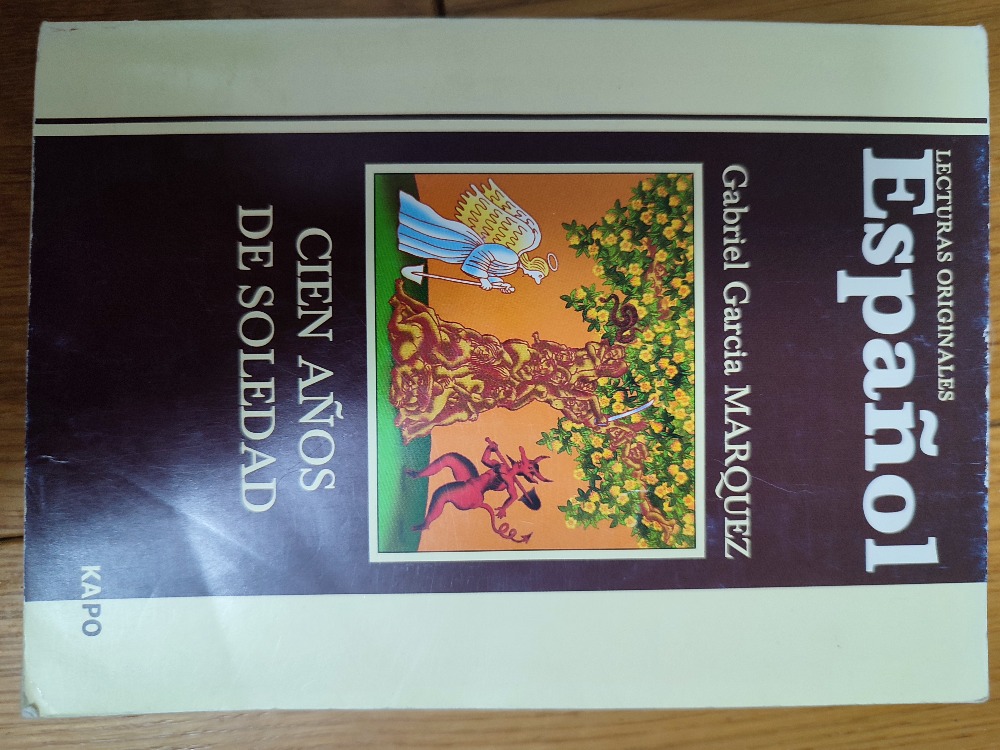 LECTURAS ORIGINALES
Español
Gabriel Garcia MARQUEZ
CIEN AÑOS
DE SOLEDAD
KAPO